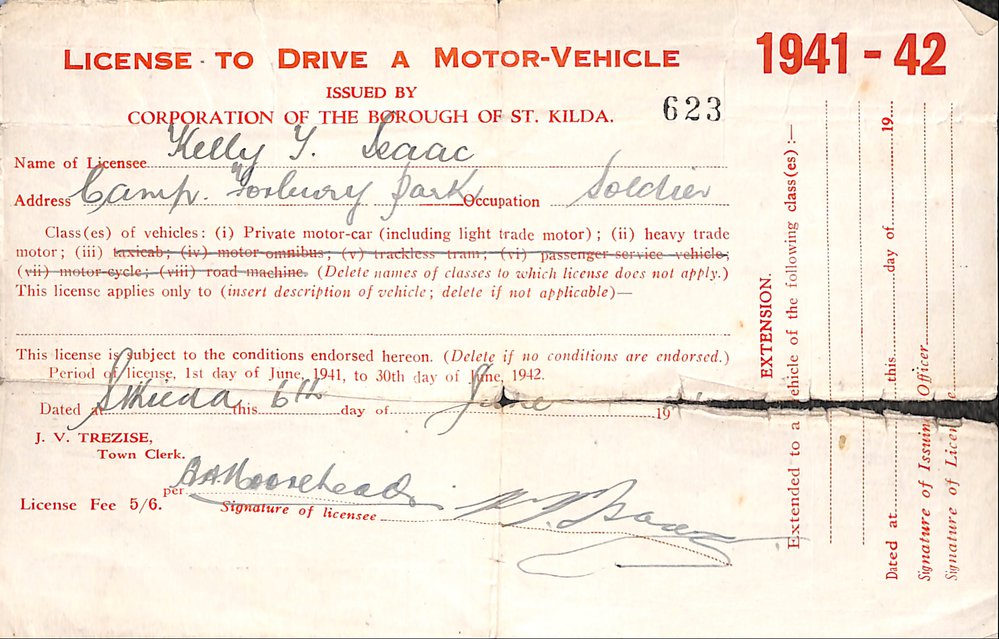 LICENSE TO DRIVE A MOTOR-VEHICLE
ISSUED BY
CORPORATION OF THE BOROUGH OF ST. KILDA.
623
Name of Licensee Kelly T. Isaac
Address Camp. Forbury Park Occupation Soldier
Class(es) of vehicles: (i) Private motor-car (including light trade motor); (ii) heavy trade
motor; (iii) taxicab; (iv) motor-omnibus; (v) trackless tram; (vi) passenger-service vehicle;
(vii) motor-cycle; (viii) road machine. (Delete names of classes to which license does not apply.)
This license applies only to (insert description of vehicle; delete if not applicable)—
This license is subject to the conditions endorsed hereon. (Delete if no conditions are endorsed.)
Period of license, 1st day of June, 1941, to 30th day of June, 1942.
Dated at St Kilda this 6th day of June 19
J. V. TREZISE,
Town Clerk.
per A A Moorehead
License Fee 5/6.
Signature of licensee K T Isaac
1941 - 42
EXTENSION.
Extended to a vehicle of the following class(es):—
Dated at this day of 19
Signature of Issuing Officer
Signature of Licen